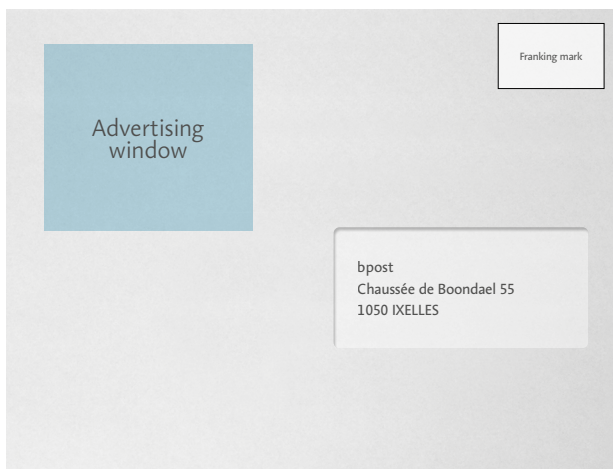 Franking mark
Advertising
window
bpost
Chaussée de Boondael 55
1050 IXELLES